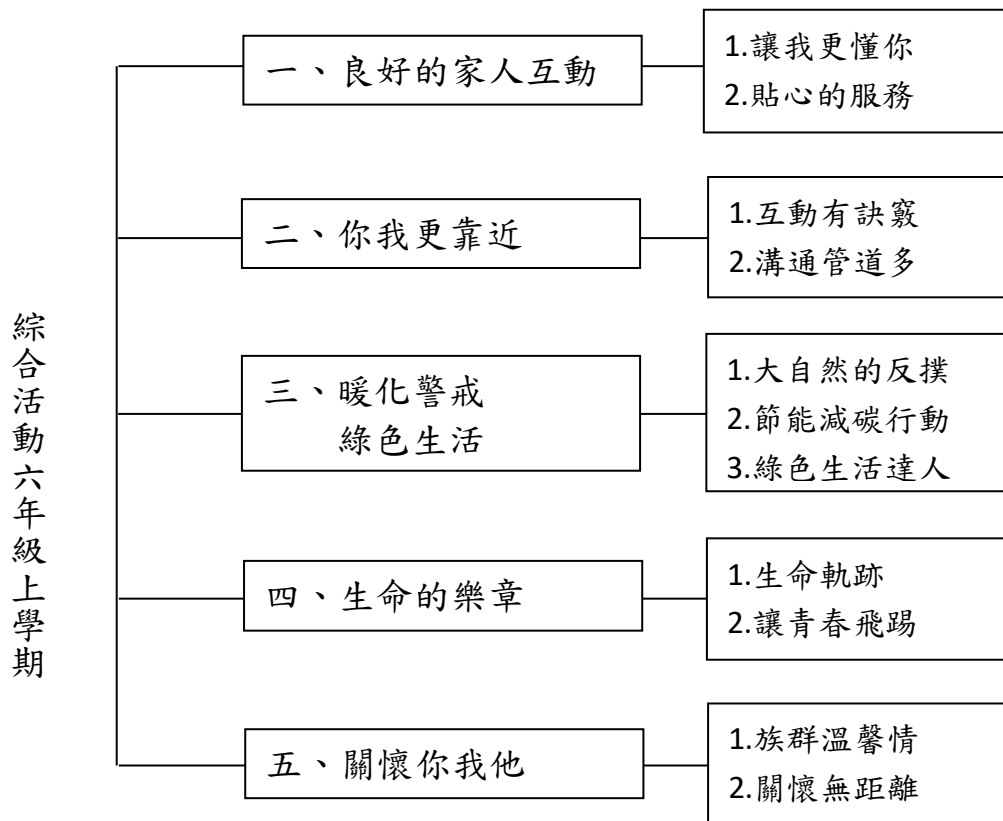 綜合活動六年級上學期
一、良好的家人互動
1.讓我更懂你
2.貼心的服務
二、你我更靠近
1.互動有訣竅
2.溝通管道多
三、暖化警戒
綠色生活
1.大自然的反撲
2.節能減碳行動
3.綠色生活達人
四、生命的樂章
1.生命軌跡
2.讓青春飛踢
五、關懷你我他
1.族群溫馨情
2.關懷無距離